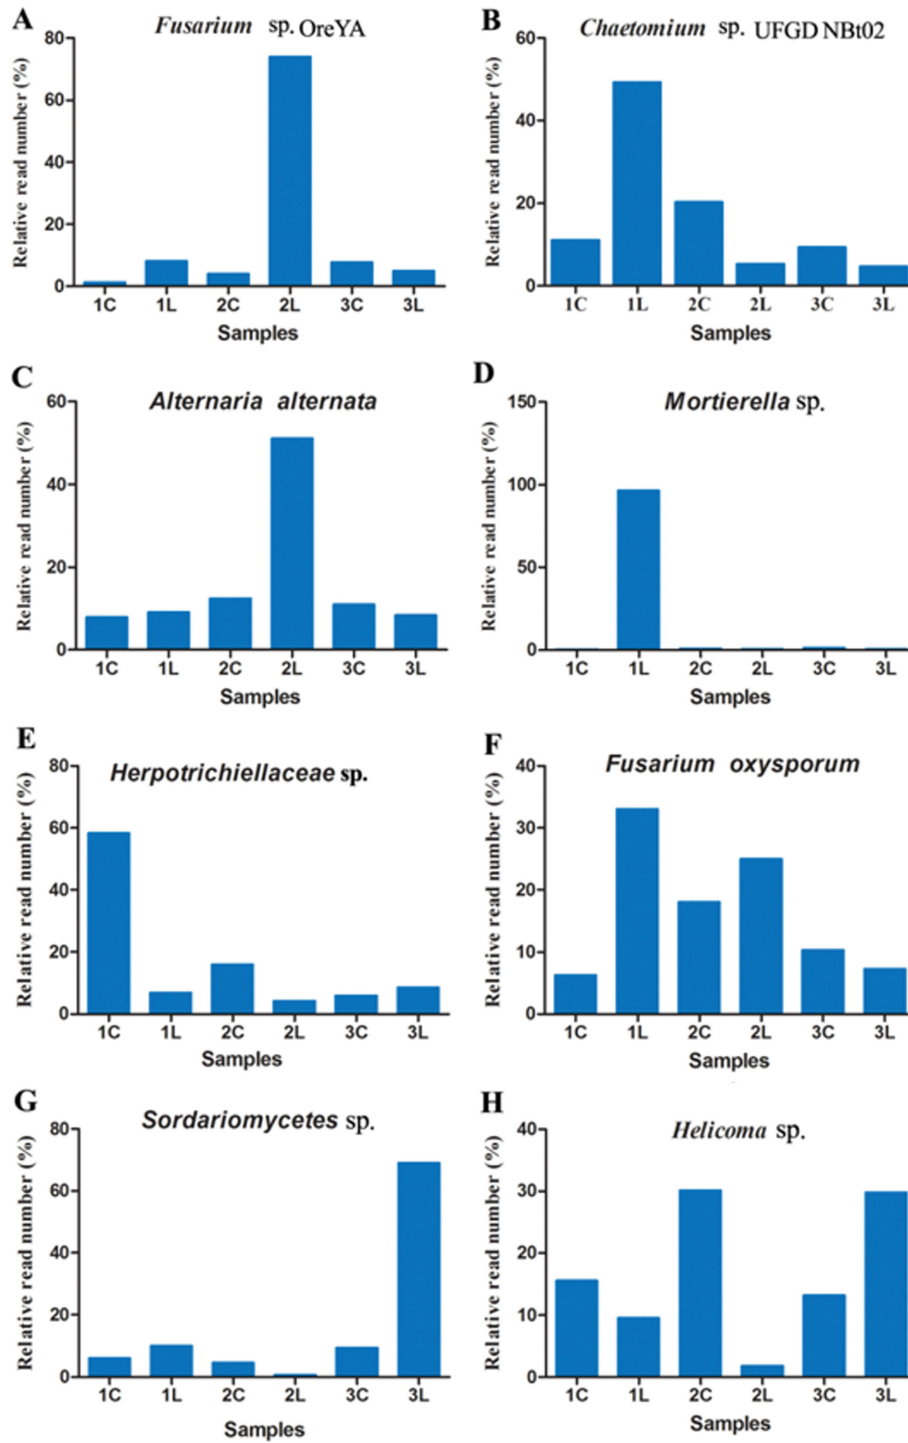 A
Fusarium sp. OreYA
Relative read number (%)
80
60
40
20
0
1C 1L 2C 2L 3C 3L
Samples
B
Chaetomium sp. UFGD NBt02
Relative read number (%)
60
40
20
0
1C 1L 2C 2L 3C 3L
Samples
C
Alternaria alternata
Relative read number (%)
60
40
20
0
1C 1L 2C 2L 3C 3L
Samples
D
Mortierella sp.
Relative read number (%)
150
100
50
0
1C 1L 2C 2L 3C 3L
Samples
E
Herpotrichiellaceae sp.
Relative read number (%)
80
60
40
20
0
1C 1L 2C 2L 3C 3L
Samples
F
Fusarium oxysporum
Relative read number (%)
40
30
20
10
0
1C 1L 2C 2L 3C 3L
Samples
G
Sordariomycetes sp.
Relative read number (%)
80
60
40
20
0
1C 1L 2C 2L 3C 3L
Samples
H
Helicoma sp.
Relative read number (%)
40
30
20
10
0
1C 1L 2C 2L 3C 3L
Samples